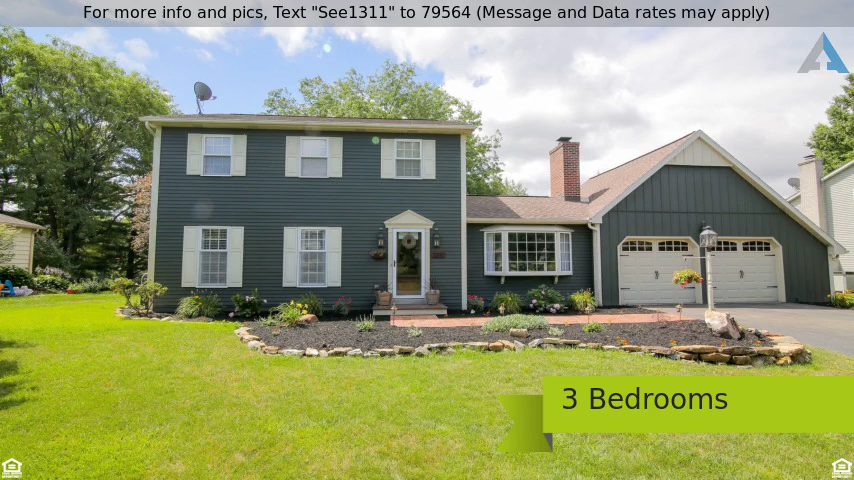 For more info and pics, Text "See1311" to 79564 (Message and Data rates may apply)
3 Bedrooms